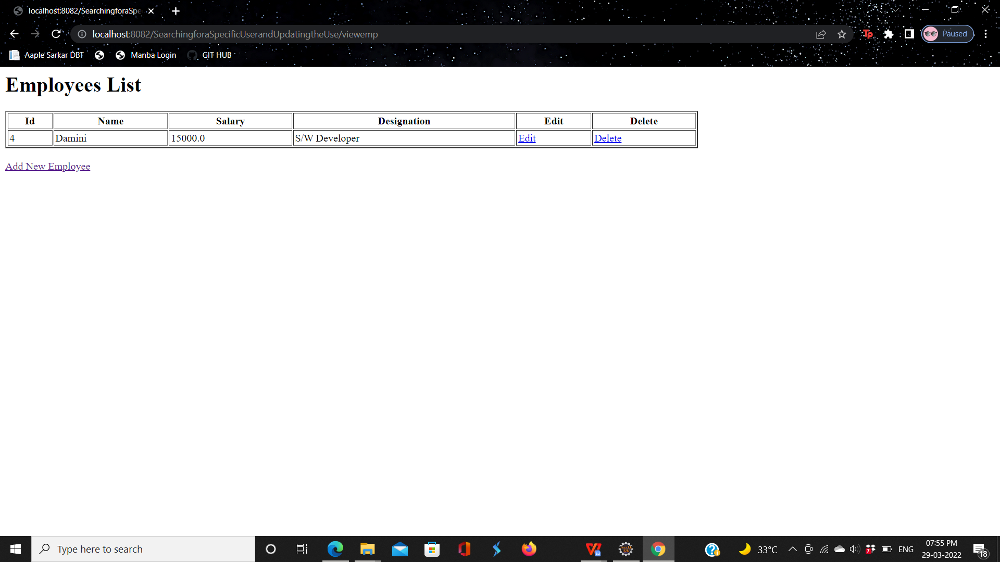 localhost:8082/SearchingforaSpe
localhost:8082/SearchingforaSpecificUserandUpdatingtheUse/viewemp
Tp
Paused
Aaple Sarkar DBT
Manba Login
GIT HUB
Employees List
Id Name Salary Designation Edit Delete
4 Damini 15000.0 S/W Developer Edit Delete
Add New Employee
Type here to search
33°C
7
ENG
07:55 PM
29-03-2022
18